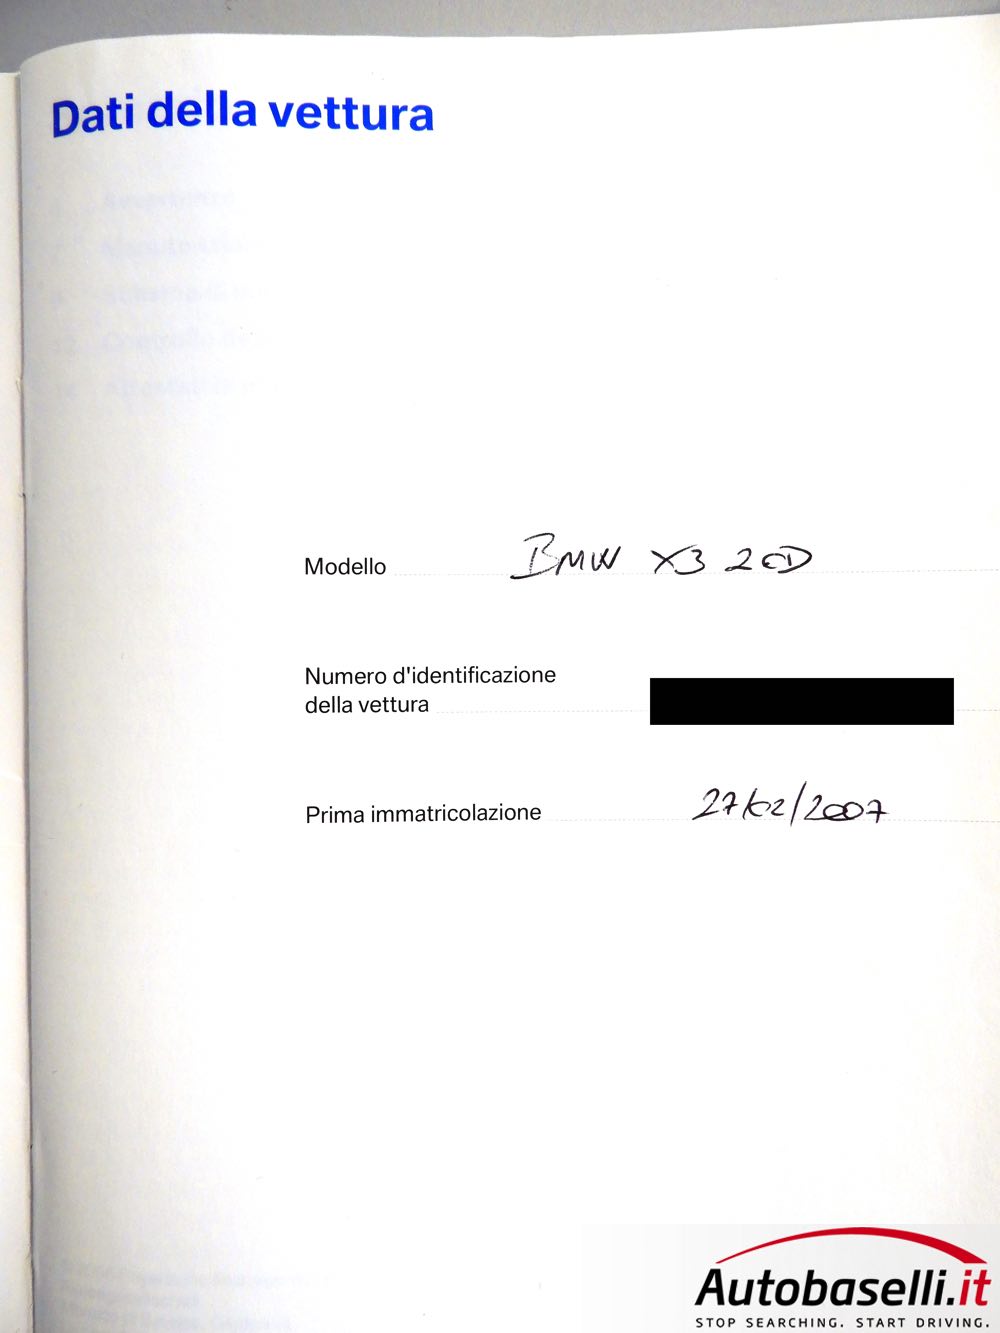 Dati della vettura
Modello BMW X3 20D
Numero d'identificazione
della vettura
Prima immatricolazione 27/02/2007
Autobaselli.it
STOP SEARCHING. START DRIVING.